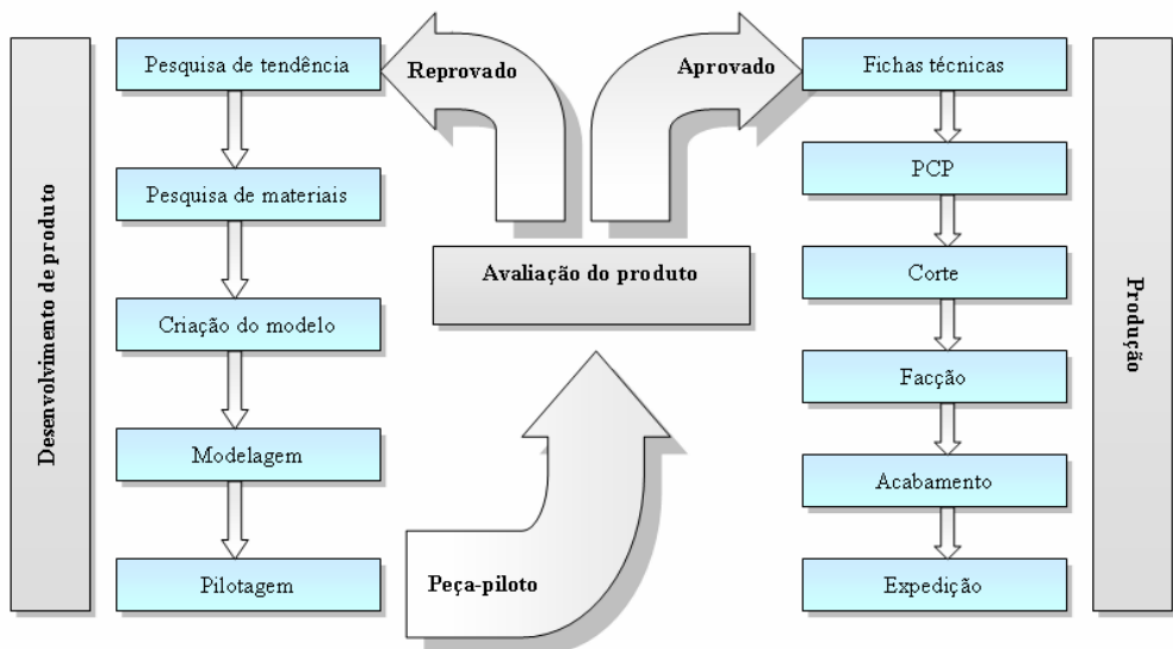 Desenvolvimento de produto
Pesquisa de tendência
Pesquisa de materiais
Criação do modelo
Modelagem
Pilotagem
Reprovado
Aprovado
Avaliação do produto
Peça-piloto
Fichas técnicas
PCP
Corte
Facção
Acabamento
Expedição
Produção